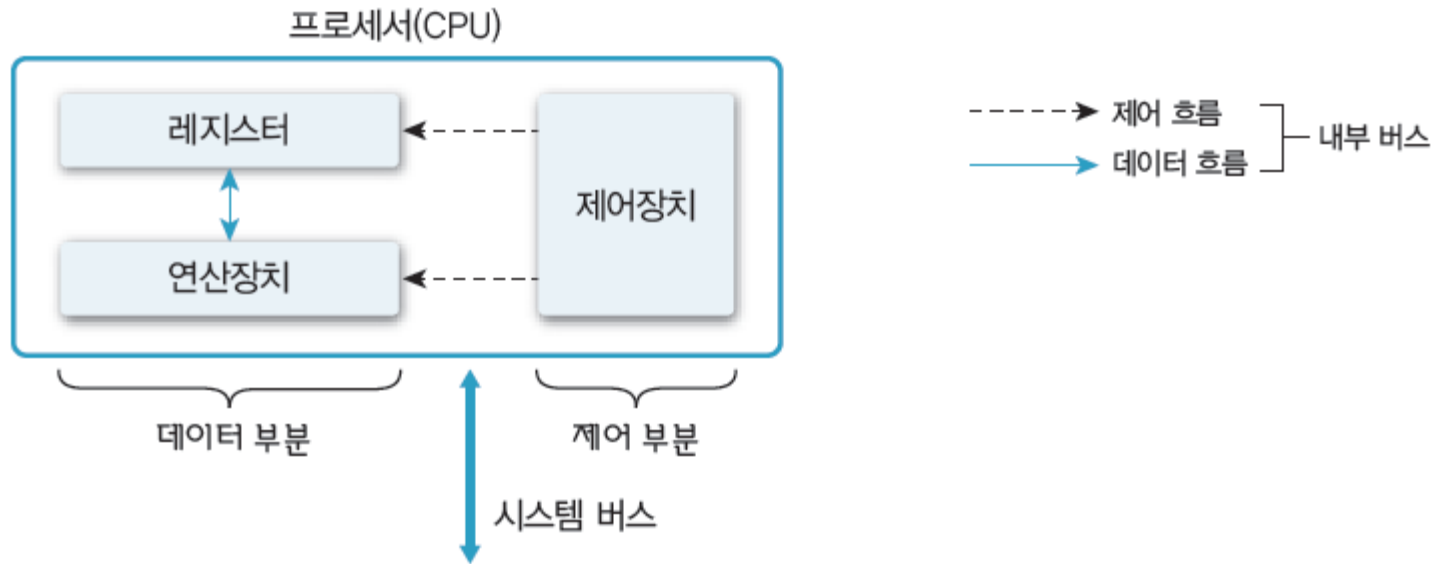 프로세서(CPU)
레지스터
연산장치
제어장치
제어 흐름
데이터 흐름
내부 버스
데이터 부분
제어 부분
시스템 버스